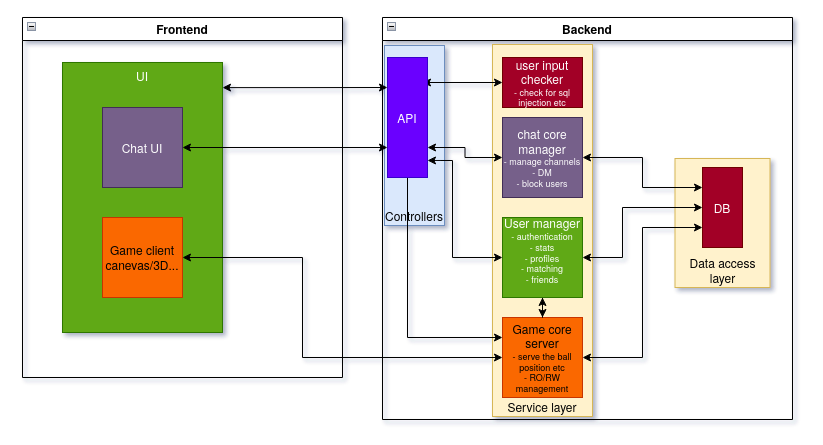 Frontend
Backend
UI
Chat UI
Game client
canevas/3D...
API
Controllers
user input
checker
- check for sql
injection etc
chat core
manager
- manage channels
- DM
- block users
User manager
- authentication
- stats
- profiles
- matching
- friends
Game core
server
- serve the ball
position etc
- RO/RW
management
Service layer
DB
Data access
layer